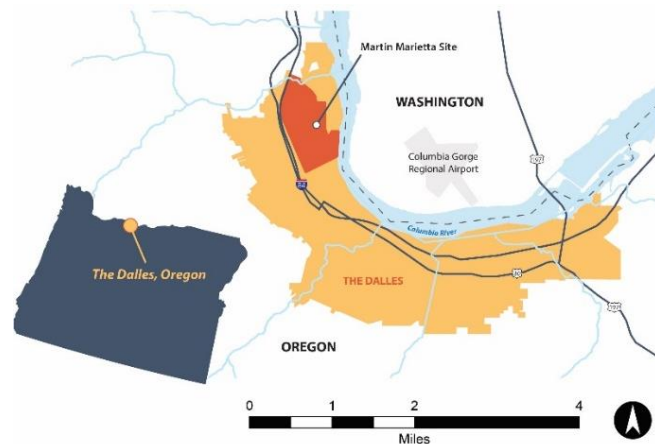 Martin Marietta Site
WASHINGTON
Columbia Gorge
Regional Airport
197
84
Columbia River
The Dalles, Oregon
THE DALLES
30
OREGON
0 1 2 4
Miles